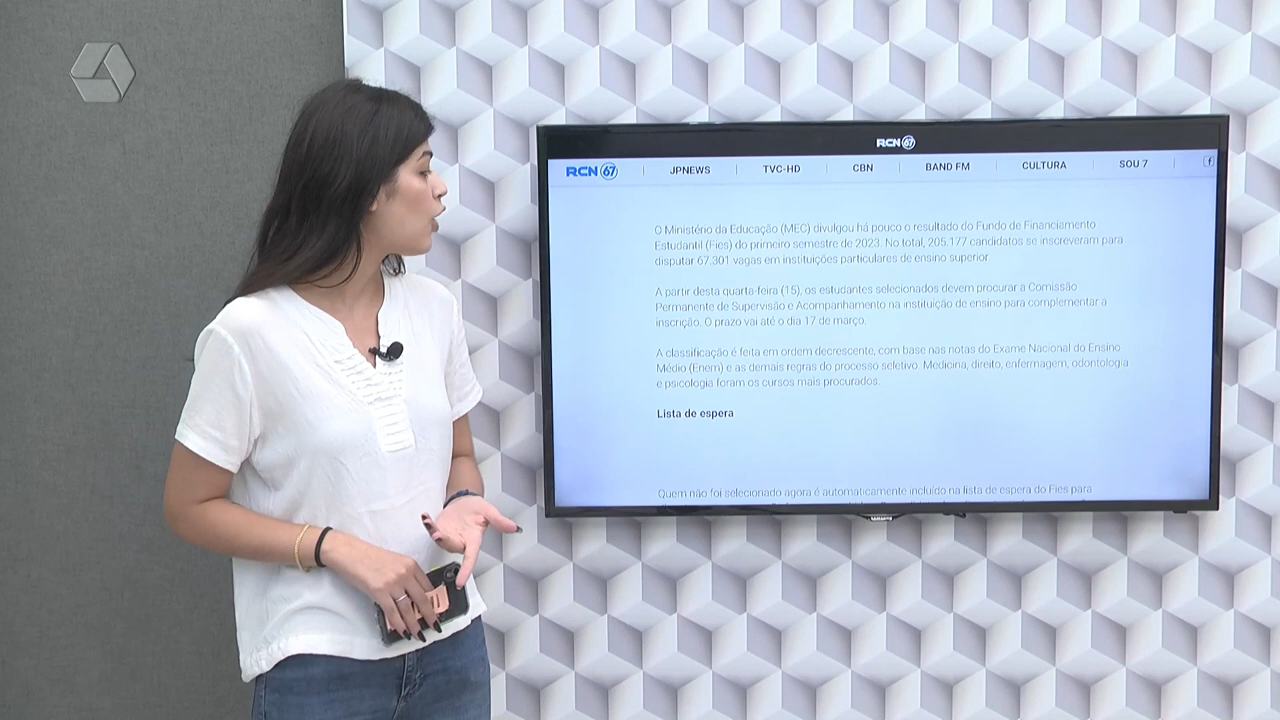 RCN 67
RCN 67 JPNEWS TVC-HD CBN BAND FM CULTURA SOU 7 f
O Ministério da Educação (MEC) divulgou há pouco o resultado do Fundo de Financiamento
Estudantil (Fies) do primeiro semestre de 2023. No total, 205.177 candidatos se inscreveram para
disputar 67.301 vagas em instituições particulares de ensino superior.
A partir desta quarta-feira (15), os estudantes selecionados devem procurar a Comissão
Permanente de Supervisão e Acompanhamento na instituição de ensino para complementar a
inscrição. O prazo vai até o dia 17 de março.
A classificação é feita em ordem decrescente, com base nas notas do Exame Nacional do Ensino
Médio (Enem) e as demais regras do processo seletivo. Medicina, direito, enfermagem, odontologia
e psicologia foram os cursos mais procurados.
Lista de espera
Quem não foi selecionado agora é automaticamente incluído na lista de espera do Fies para
SAMSUNG